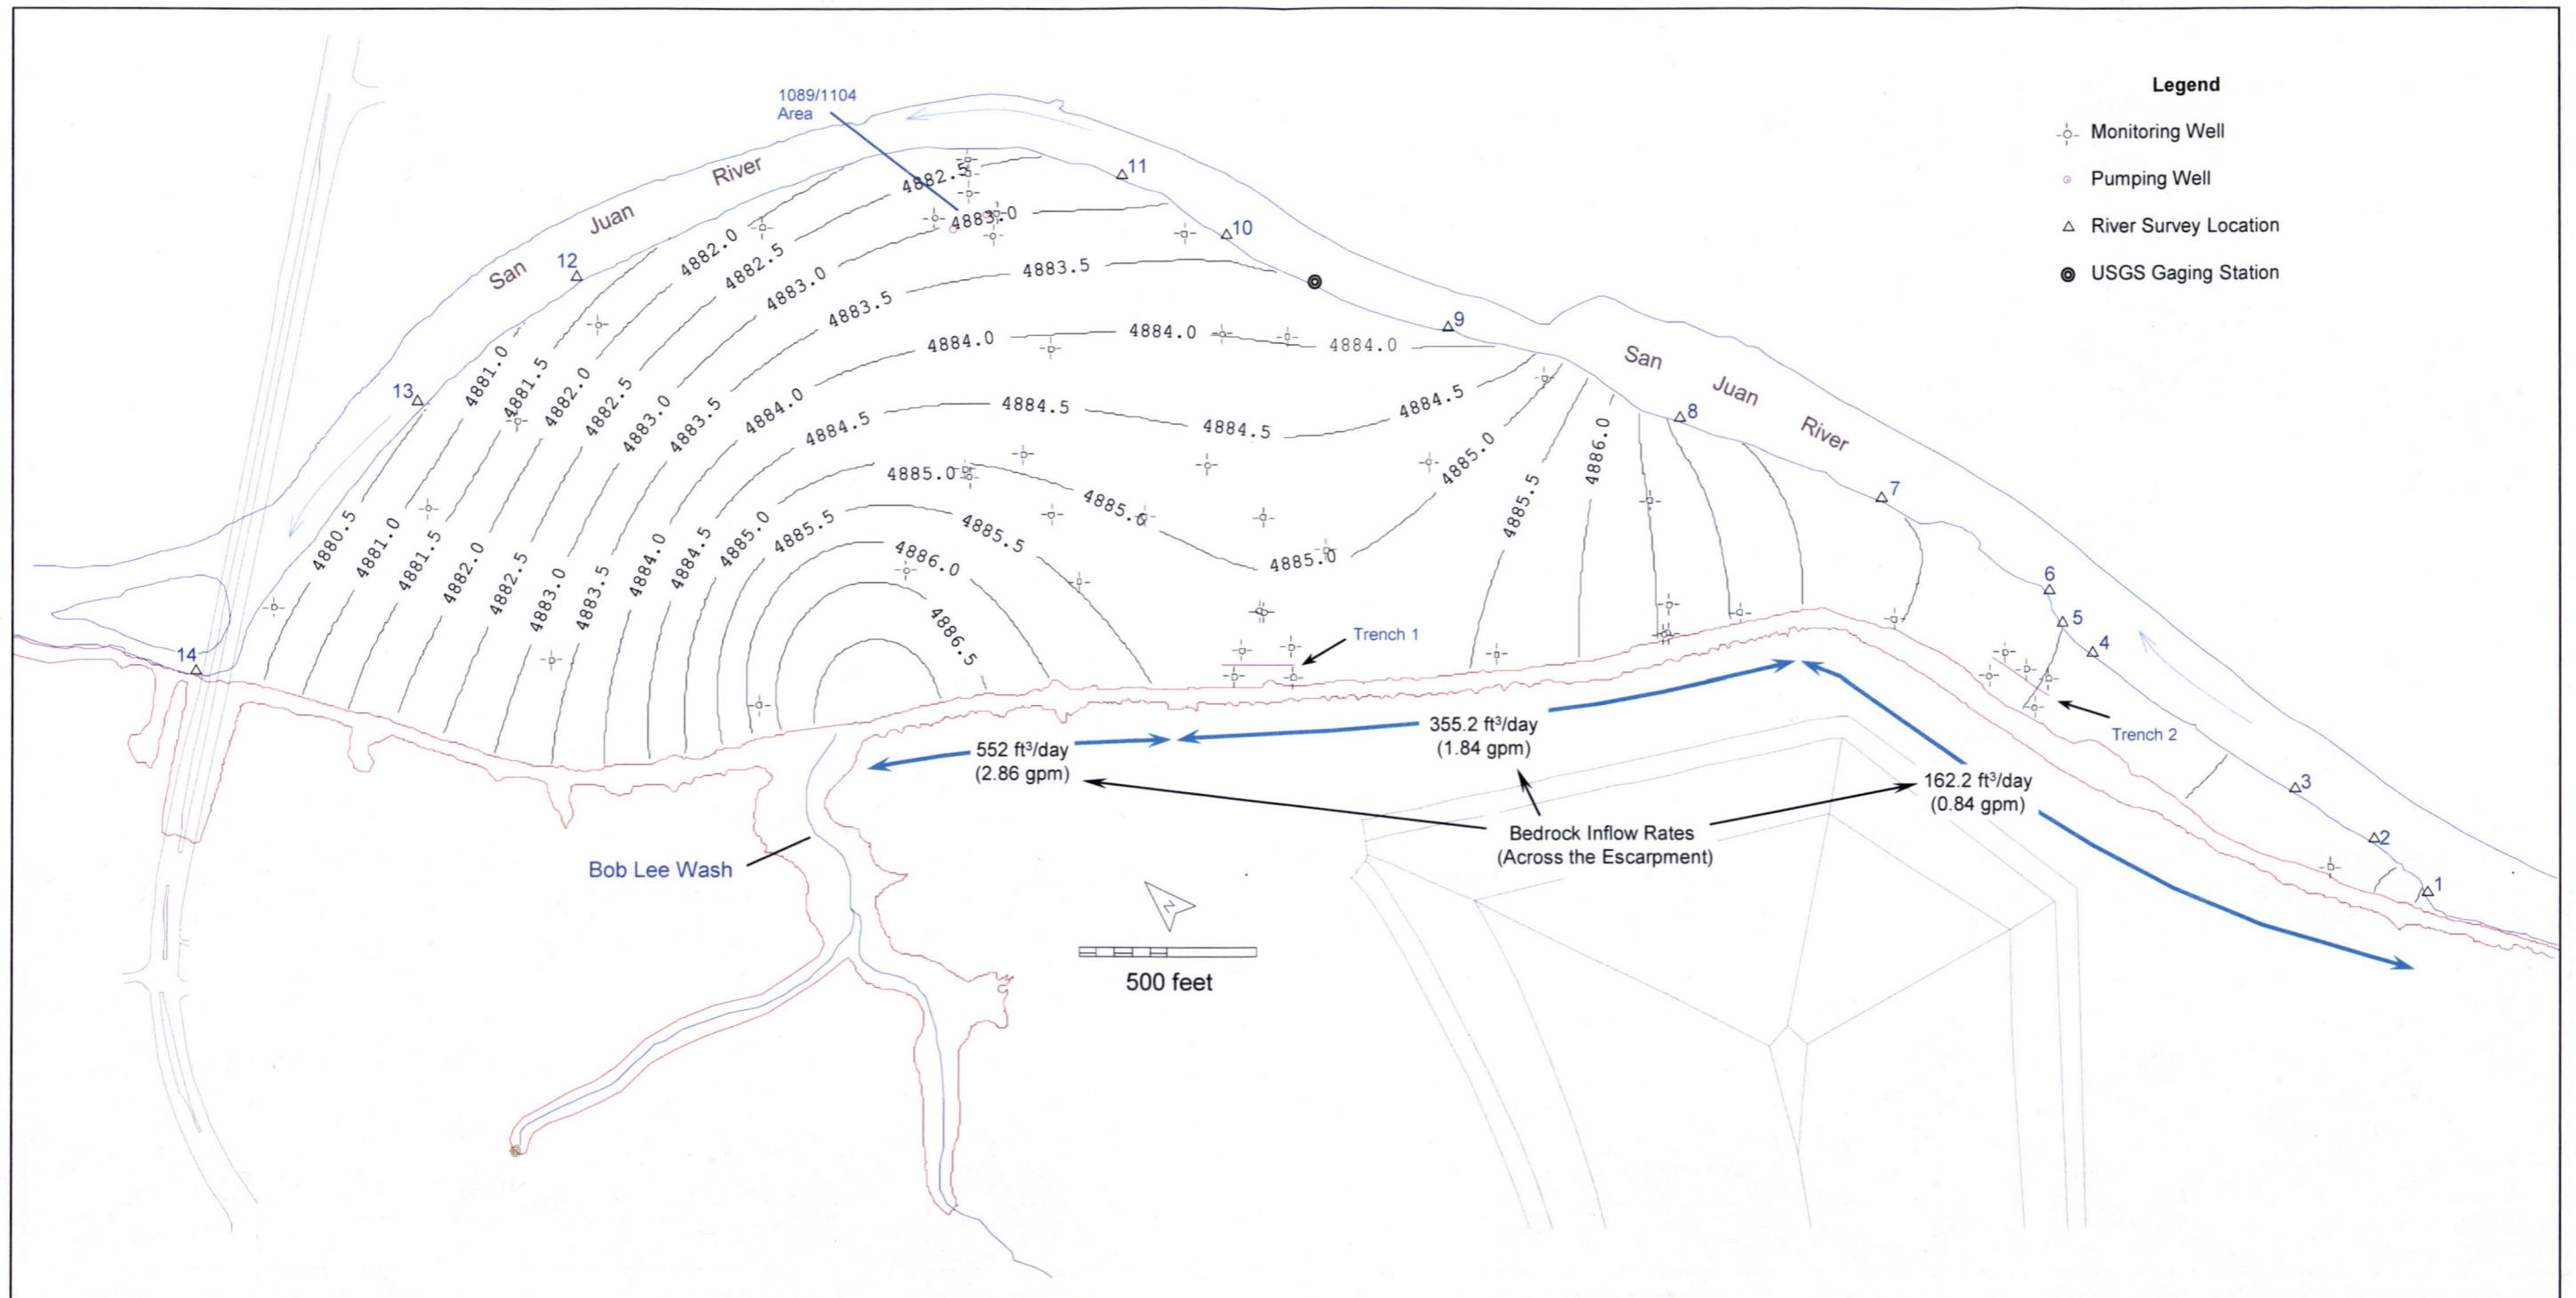 Legend
Monitoring Well
Pumping Well
River Survey Location
USGS Gaging Station
1089/1104
Area
San Juan River
San Juan River
11
10
9
8
7
6
5
4
3
2
1
12
13
14
4882.5
4883.0
4882.0
4882.5
4883.0
4883.5
4883.5
4884.0
4884.0
4884.0
4881.0
4881.5
4882.0
4882.5
4883.0
4883.5
4884.0
4884.5
4884.5
4884.5
4884.5
4885.0
4885.0
4885.0
4885.0
4885.5
4886.0
4880.5
4881.0
4881.5
4882.0
4882.5
4883.0
4883.5
4884.0
4884.5
4885.0
4885.5
4885.5
4886.0
4886.5
Trench 1
Trench 2
552 ft³/day
(2.86 gpm)
355.2 ft³/day
(1.84 gpm)
162.2 ft³/day
(0.84 gpm)
Bedrock Inflow Rates
(Across the Escarpment)
Bob Lee Wash
N
500 feet